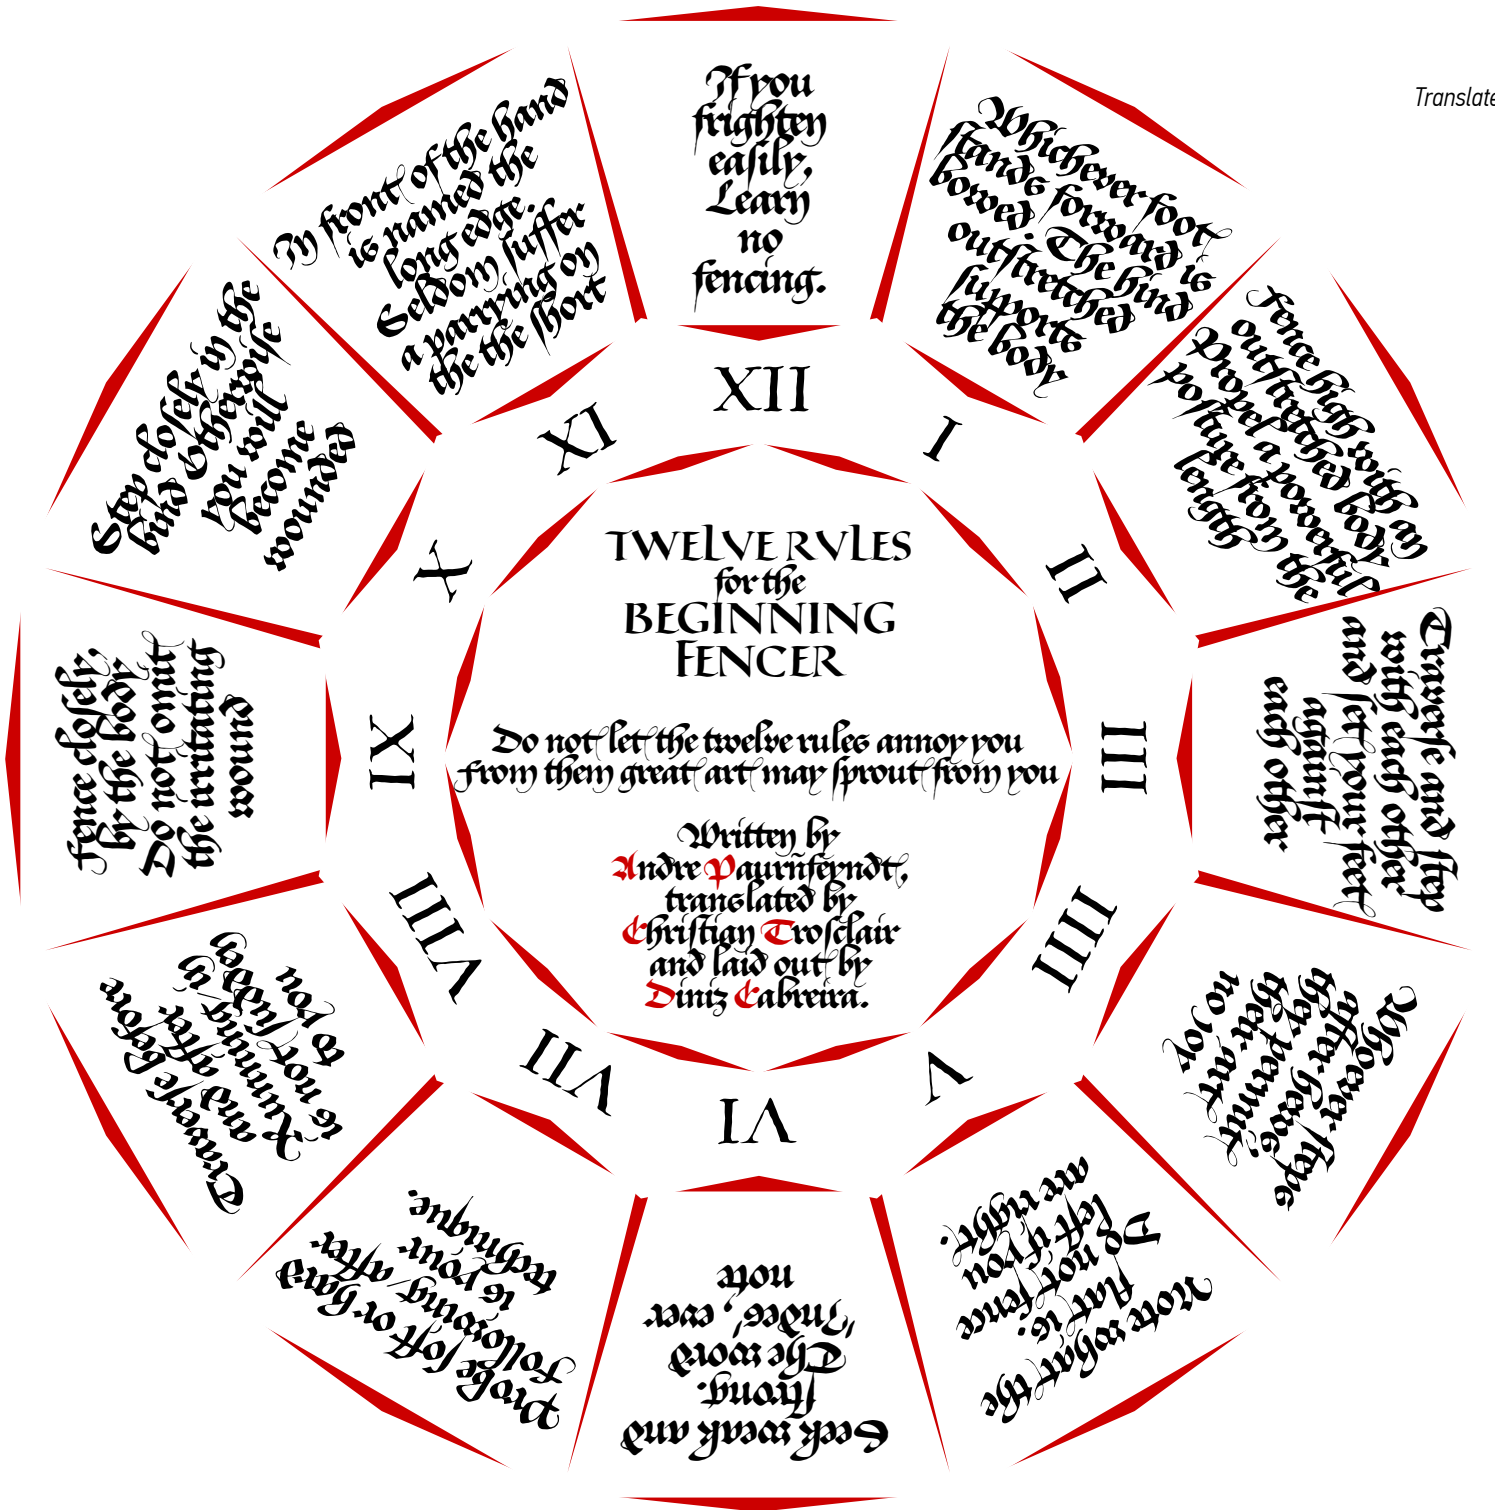 Translate
TWELVE RVLES
for the
BEGINNING
FENCER
Do not let the twelve rules annoy you
From them great art may ſprout from you
Written by
Andre Paurñfeyndt,
translated by
Chriſtian Troſclair
and laid out by
Diniz Cabreira.
I
Whichever foot
ſtands forward is
bowed. The hind
outſtretched
ſupports
the body
II
Fence high with an
outſtretched body
Propel a powerful
poſture from the
length
III
Traverſe and ſtep
with each other
and ſet your feet
againſt
each other
IIII
Whoever ſteps
after hews,
they permit
their art
no joy
V
Note what the
flat is.
Do not fence
left if you
are right.
VI
Seek weak and
ſtrong.
The word
'Indes', ever
note
VII
Probe ſoft or hard
Following after
is your
technique.
VIII
Traverſe before
and after.
Running in
is not ſudden
to you
IX
Fence cloſely,
by the body
Do not omit
the irritating
wound
X
Step cloſely in the
bind Otherwiſe
you will
become
wounded
XI
In front of the hand
is named the
long edge.
Seldom ſuffer
a parrying on
the the ſhort
XII
If you
frighten
eaſily,
Learn
no
fencing.